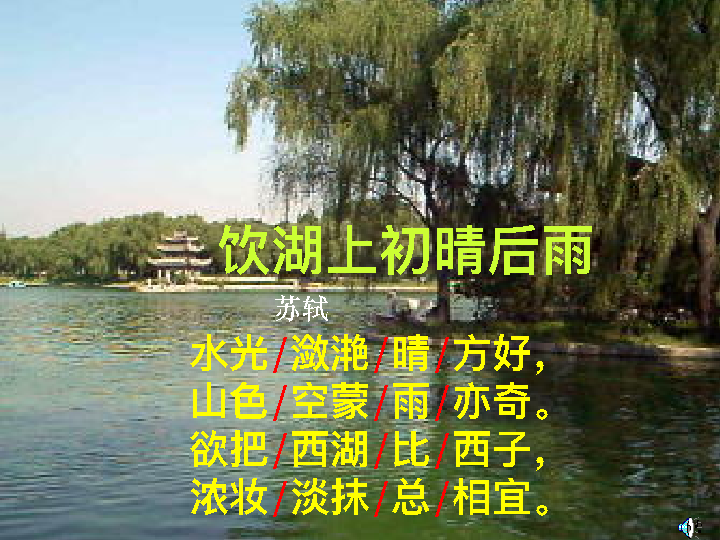 饮湖上初晴后雨
苏轼
水光/潋滟/晴/方好，
山色/空蒙/雨/亦奇。
欲把/西湖/比/西子，
浓妆/淡抹/总/相宜。